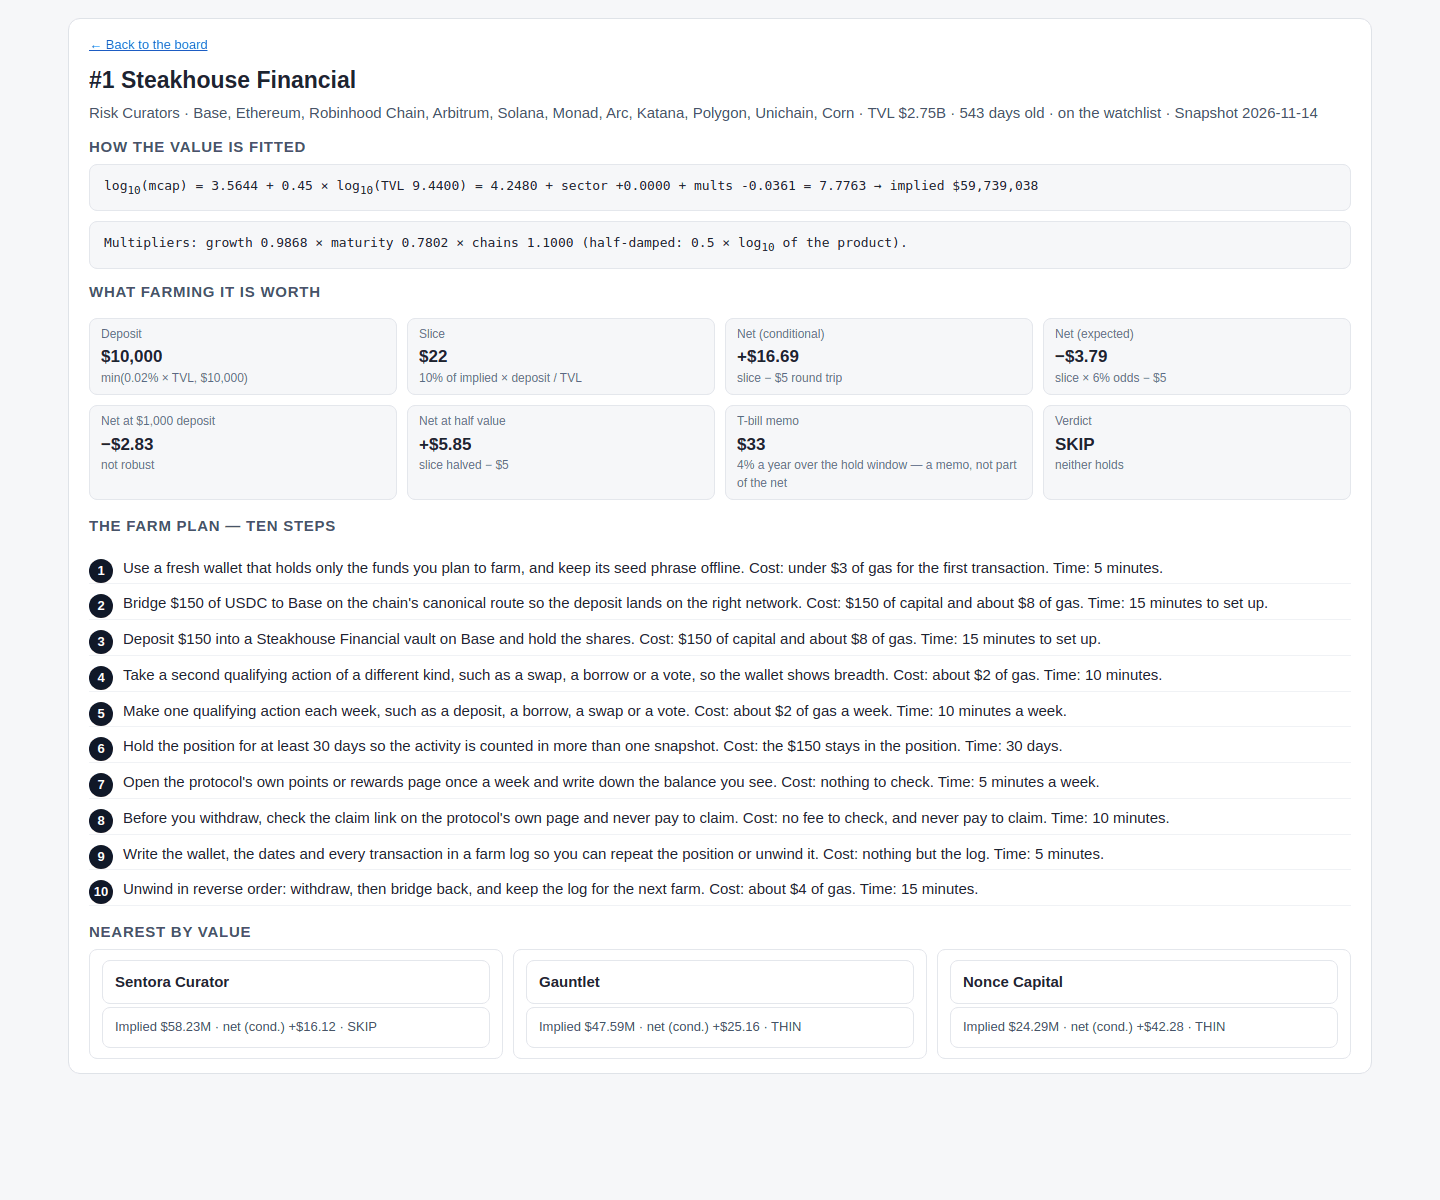 ← Back to the board
#1 Steakhouse Financial
Risk Curators · Base, Ethereum, Robinhood Chain, Arbitrum, Solana, Monad, Arc, Katana, Polygon, Unichain, Corn · TVL $2.75B · 543 days old · on the watchlist · Snapshot 2026-11-14
HOW THE VALUE IS FITTED
log10(mcap) = 3.5644 + 0.45 × log10(TVL 9.4400) = 4.2480 + sector +0.0000 + mults -0.0361 = 7.7763 → implied $59,739,038
Multipliers: growth 0.9868 × maturity 0.7802 × chains 1.1000 (half-damped: 0.5 × log10 of the product).
WHAT FARMING IT IS WORTH
Deposit
$10,000
min(0.02% × TVL, $10,000)
Slice
$22
10% of implied × deposit / TVL
Net (conditional)
+$16.69
slice − $5 round trip
Net (expected)
−$3.79
slice × 6% odds − $5
Net at $1,000 deposit
−$2.83
not robust
Net at half value
+$5.85
slice halved − $5
T-bill memo
$33
4% a year over the hold window — a memo, not part
of the net
Verdict
SKIP
neither holds
THE FARM PLAN — TEN STEPS
1 Use a fresh wallet that holds only the funds you plan to farm, and keep its seed phrase offline. Cost: under $3 of gas for the first transaction. Time: 5 minutes.
2 Bridge $150 of USDC to Base on the chain's canonical route so the deposit lands on the right network. Cost: $150 of capital and about $8 of gas. Time: 15 minutes to set up.
3 Deposit $150 into a Steakhouse Financial vault on Base and hold the shares. Cost: $150 of capital and about $8 of gas. Time: 15 minutes to set up.
4 Take a second qualifying action of a different kind, such as a swap, a borrow or a vote, so the wallet shows breadth. Cost: about $2 of gas. Time: 10 minutes.
5 Make one qualifying action each week, such as a deposit, a borrow, a swap or a vote. Cost: about $2 of gas a week. Time: 10 minutes a week.
6 Hold the position for at least 30 days so the activity is counted in more than one snapshot. Cost: the $150 stays in the position. Time: 30 days.
7 Open the protocol's own points or rewards page once a week and write down the balance you see. Cost: nothing to check. Time: 5 minutes a week.
8 Before you withdraw, check the claim link on the protocol's own page and never pay to claim. Cost: no fee to check, and never pay to claim. Time: 10 minutes.
9 Write the wallet, the dates and every transaction in a farm log so you can repeat the position or unwind it. Cost: nothing but the log. Time: 5 minutes.
10 Unwind in reverse order: withdraw, then bridge back, and keep the log for the next farm. Cost: about $4 of gas. Time: 15 minutes.
NEAREST BY VALUE
Sentora Curator
Implied $58.23M · net (cond.) +$16.12 · SKIP
Gauntlet
Implied $47.59M · net (cond.) +$25.16 · THIN
Nonce Capital
Implied $24.29M · net (cond.) +$42.28 · THIN